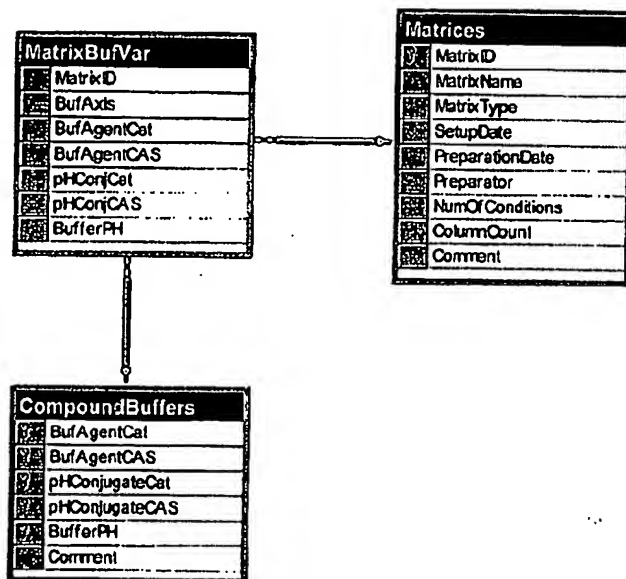 MatrixBufVar
MatrixID
BufAxis
BufAgentCat
BufAgentCAS
pHConjCat
pHConjCAS
BufferPH
Matrices
MatrixID
MatrixName
MatrixType
SetupDate
PreparationDate
Preparator
NumOfConditions
ColumnCount
Comment
CompoundBuffers
BufAgentCat
BufAgentCAS
pHConjugateCat
pHConjugateCAS
BufferPH
Comment